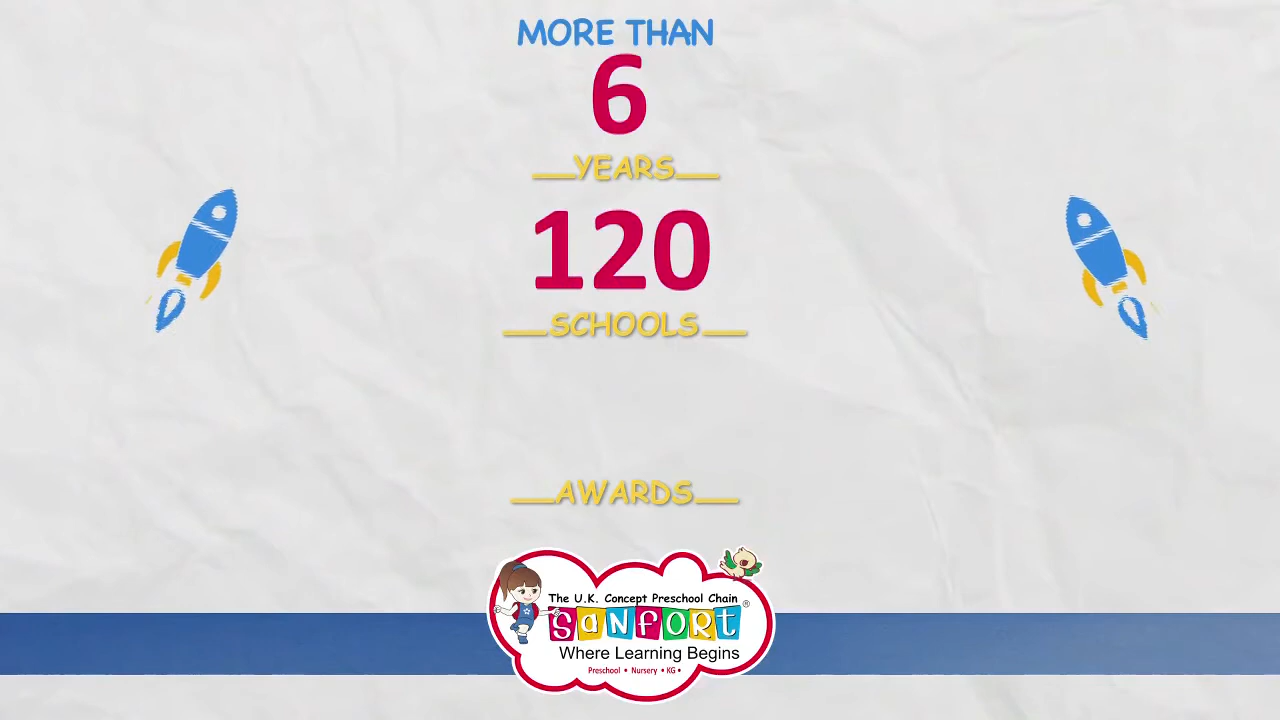 MORE THAN
6
YEARS
120
SCHOOLS
AWARDS
The U.K. Concept Preschool Chain
SANFORT®
Where Learning Begins
Preschool • Nursery • KG •